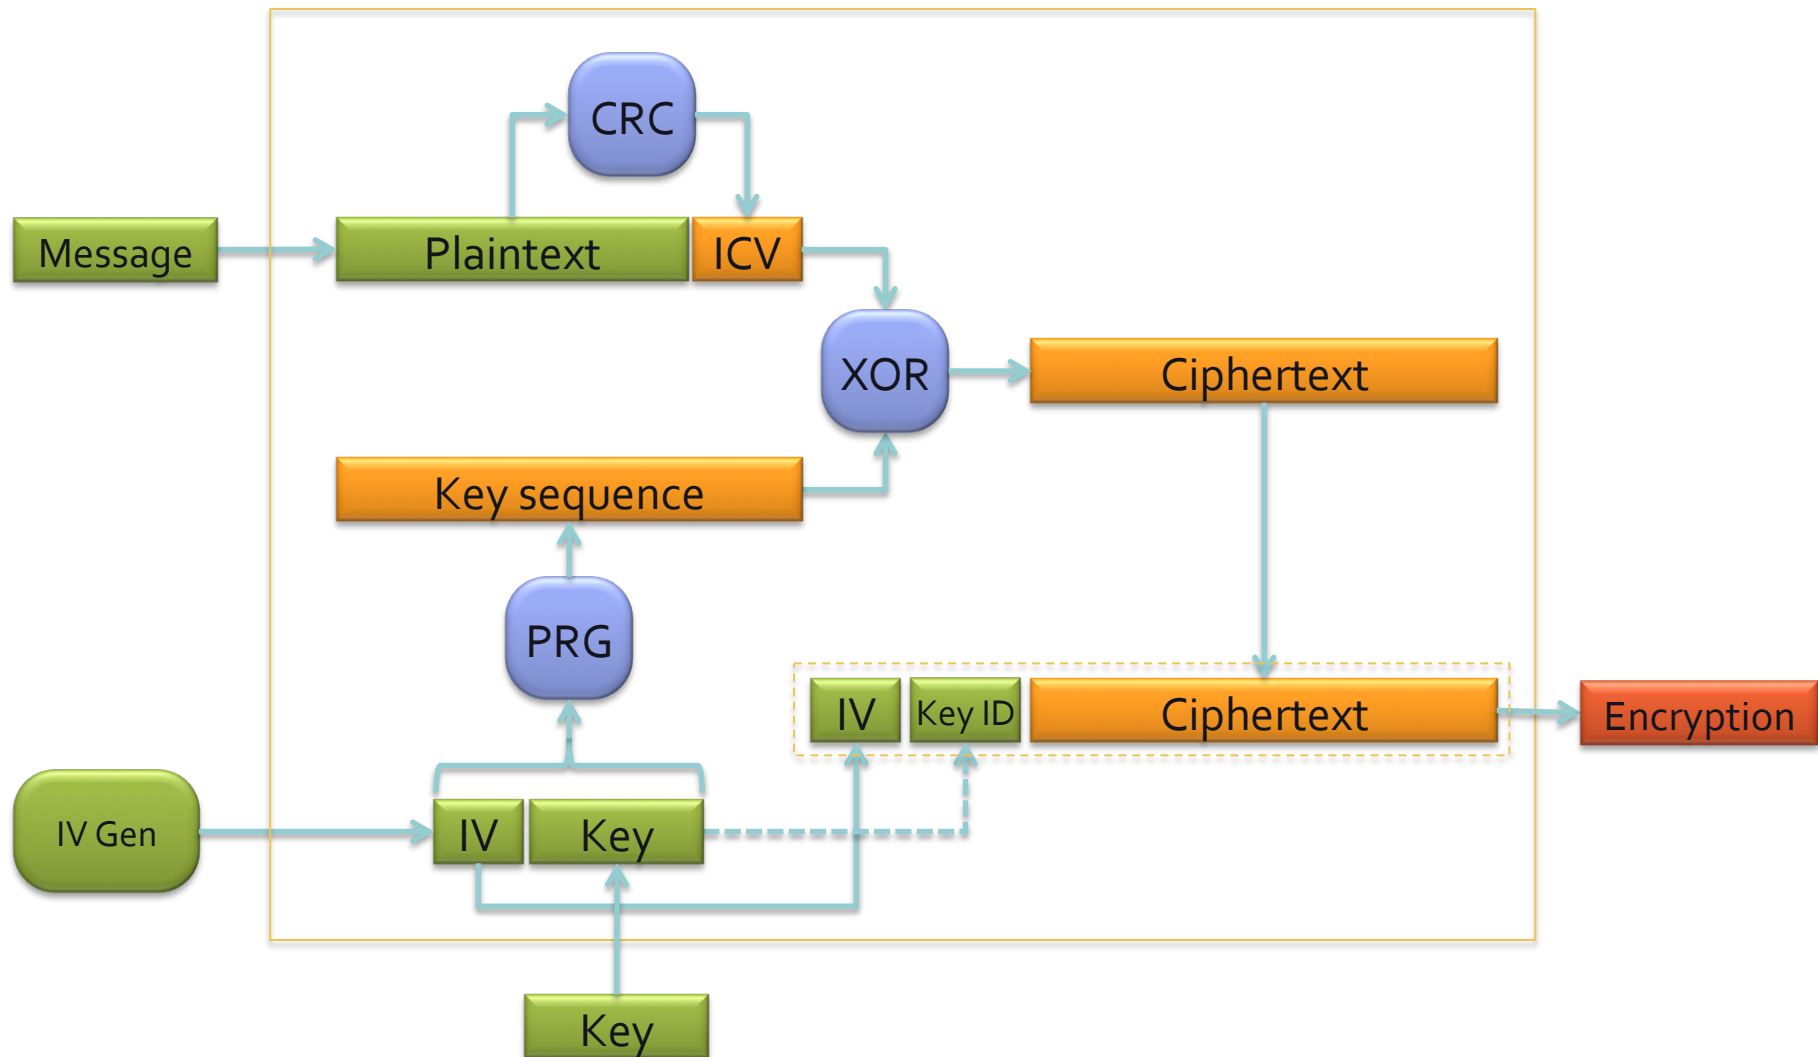 CRC
Message
Plaintext
ICV
XOR
Ciphertext
Key sequence
PRG
IV
Key ID
Ciphertext
Encryption
IV Gen
IV
Key
Key